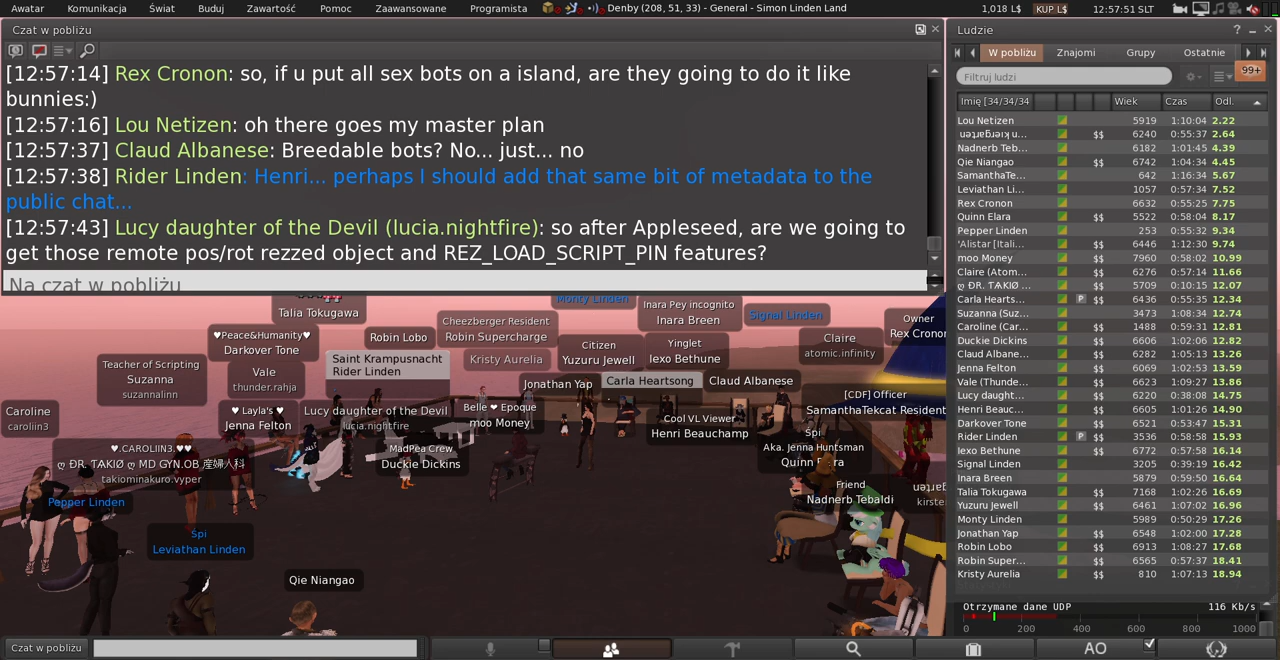 Awatar Komunikacja Świat Buduj Zawartość Pomoc Zaawansowane Programista Denby (208, 51, 33) - General - Simon Linden Land 1,018 L$ KUP L$ 12:57:51 SLT
Czat w pobliżu
[12:57:14] Rex Cronon: so, if u put all sex bots on a island, are they going to do it like
bunnies:)
[12:57:16] Lou Netizen: oh there goes my master plan
[12:57:37] Claud Albanese: Breedable bots? No... just... no
[12:57:38] Rider Linden: Henri... perhaps I should add that same bit of metadata to the
public chat...
[12:57:43] Lucy daughter of the Devil (lucia.nightfire): so after Appleseed, are we going to
get those remote pos/rot rezzed object and REZ_LOAD_SCRIPT_PIN features?
Na czat w pobliżu
Talia Tokugawa
Monty Linden
Inara Pey incognito
Inara Breen
Signal Linden
Owner
Rex Cronon
♥Peace&Humanity♥
Darkover Tone
Robin Lobo
Cheezberger Resident
Robin Supercharge
Citizen
Yuzuru Jewell
Yinglet
Iexo Bethune
Claire
atomic.infinity
Teacher of Scripting
Suzanna
suzannalinn
Vale
thunder.rahja
Saint Krampusnacht
Rider Linden
Kristy Aurelia
Jonathan Yap
Carla Heartsong
Claud Albanese
[CDF] Officer
SamanthaTekcat Resident
Caroline
caroliin3
♥ Layla's ♥
Jenna Felton
Lucy daughter of the Devil
lucia.nightfire
Belle ❤ Epoque
moo Money
Cool VL Viewer
Henri Beauchamp
♥.CAROLIIN3.♥♥
ღ ĐR. ƬAKIØ ღ MD GYN.OB 産婦人科
takiominakuro.vyper
MadPea Crew
Duckie Dickins
Śpi
Aka. Jenna Huntsman
Quinn
Friend
Nadnerb Tebaldi
kirste
Pepper Linden
Śpi
Leviathan Linden
Qie Niangao
Czat w pobliżu
Ludzie
W pobliżu Znajomi Grupy Ostatnie
Filtruj ludzi 99+
Imię [34/34/34 Wiek Czas Odl.
Lou Netizen 5919 1:10:04 2.22
$$ 6240 0:55:37 2.64
Nadnerb Teb... 6182 1:01:45 4.39
Qie Niangao $$ 6742 1:04:34 4.45
SamanthaTe... 642 1:16:34 5.67
Leviathan Li... 1057 0:57:34 7.52
Rex Cronon 6632 0:55:25 7.75
Quinn Elara $$ 5522 0:58:04 8.17
Pepper Linden 253 0:55:32 9.34
'Alistar [Itali... $$ 6446 1:12:30 9.74
moo Money $$ 7960 0:58:02 10.99
Claire (Atom... $$ 6276 0:57:14 11.66
ღ ĐR. ƬAKIØ ... $$ 5709 0:10:15 12.07
Carla Hearts... P $$ 6436 0:55:35 12.34
Suzanna (Suz... $$ 3473 1:08:34 12.74
Caroline (Car... $$ 1488 0:59:31 12.81
Duckie Dickins $$ 6606 1:02:06 12.82
Claud Albane... $$ 6282 1:05:13 13.26
Jenna Felton $$ 6069 1:02:53 13.59
Vale (Thunde... $$ 6623 1:09:27 13.86
Lucy daught... $$ 6220 0:38:08 14.75
Henri Beauc... $$ 6605 1:01:26 14.90
Darkover Tone $$ 6521 0:53:47 15.31
Rider Linden P $$ 3536 0:58:58 15.93
Iexo Bethune $$ 6772 0:57:58 16.14
Signal Linden 3205 0:39:19 16.42
Inara Breen 5879 0:59:50 16.64
Talia Tokugawa $$ 7168 1:02:26 16.69
Yuzuru Jewell $$ 6461 1:07:02 16.96
Monty Linden 5989 0:50:29 17.26
Jonathan Yap $$ 6548 1:02:00 17.28
Robin Lobo $$ 6913 1:08:27 17.68
Robin Super... $$ 6565 0:57:37 18.41
Kristy Aurelia $$ 810 1:07:13 18.94
Otrzymane dane UDP 116 Kb/s
0 200 400 600 800 1000
AO